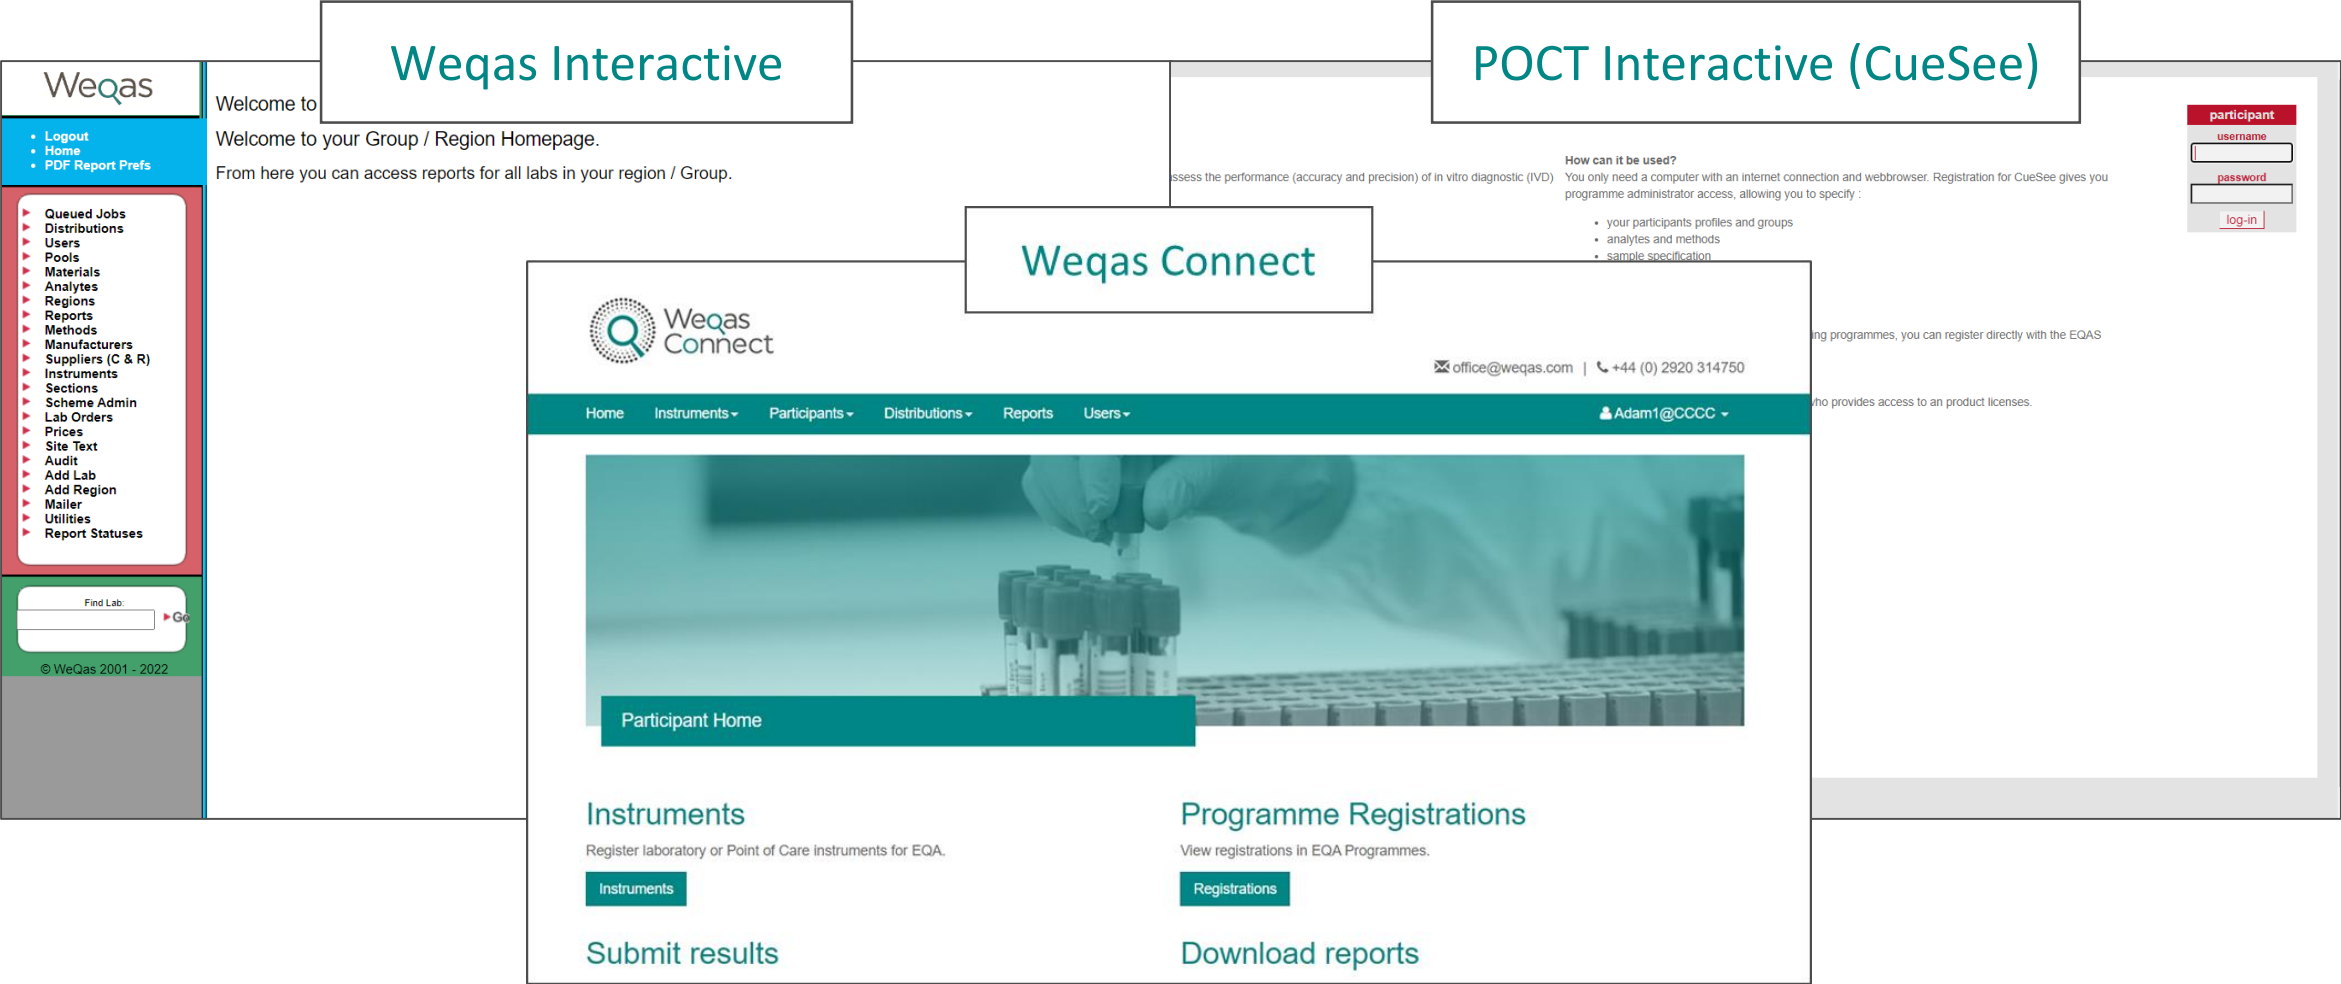 Weqas Interactive
POCT Interactive (CueSee)
Weqas Connect
Weqas
Logout
Home
PDF Report Prefs
Queued Jobs
Distributions
Users
Pools
Materials
Analytes
Regions
Reports
Methods
Manufacturers
Suppliers (C & R)
Instruments
Sections
Scheme Admin
Lab Orders
Prices
Site Text
Audit
Add Lab
Add Region
Mailer
Utilities
Report Statuses
Find Lab:
Go
© WeQas 2001 - 2022
Welcome to
Welcome to your Group / Region Homepage.
From here you can access reports for all labs in your region / Group.
assess the performance (accuracy and precision) of in vitro diagnostic (IVD)
How can it be used?
You only need a computer with an internet connection and webbrowser. Registration for CueSee gives you
programme administrator access, allowing you to specify :
your participants profiles and groups
analytes and methods
sample specification
ing programmes, you can register directly with the EQAS
who provides access to an product licenses.
participant
username
password
log-in
Weqas
Connect
office@weqas.com | +44 (0) 2920 314750
Home Instruments Participants Distributions Reports Users Adam1@CCCC
Participant Home
Instruments
Register laboratory or Point of Care instruments for EQA.
Instruments
Programme Registrations
View registrations in EQA Programmes.
Registrations
Submit results
Download reports